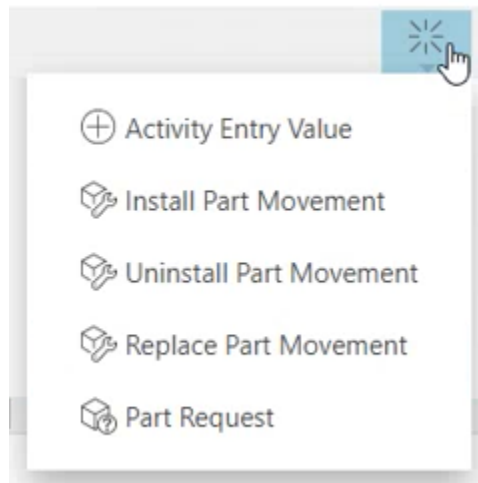 Activity Entry Value
Install Part Movement
Uninstall Part Movement
Replace Part Movement
Part Request